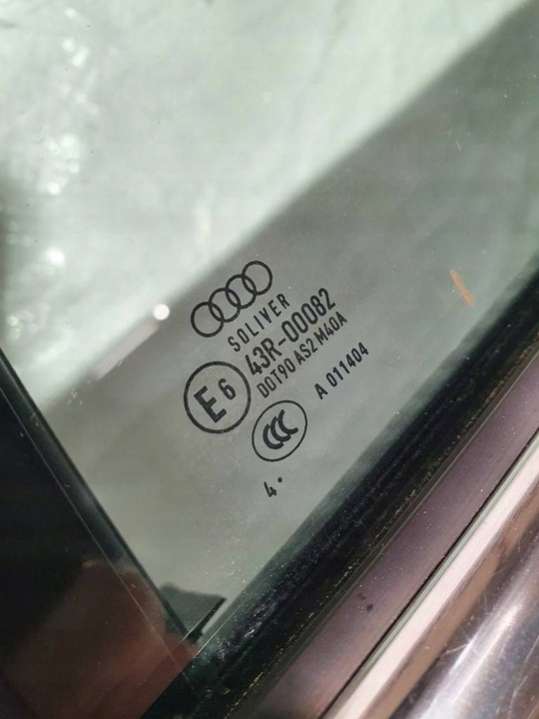 SOLIVER
E6 43R-00082
DOT90 AS2 M40A
CCC A 011404
4 •